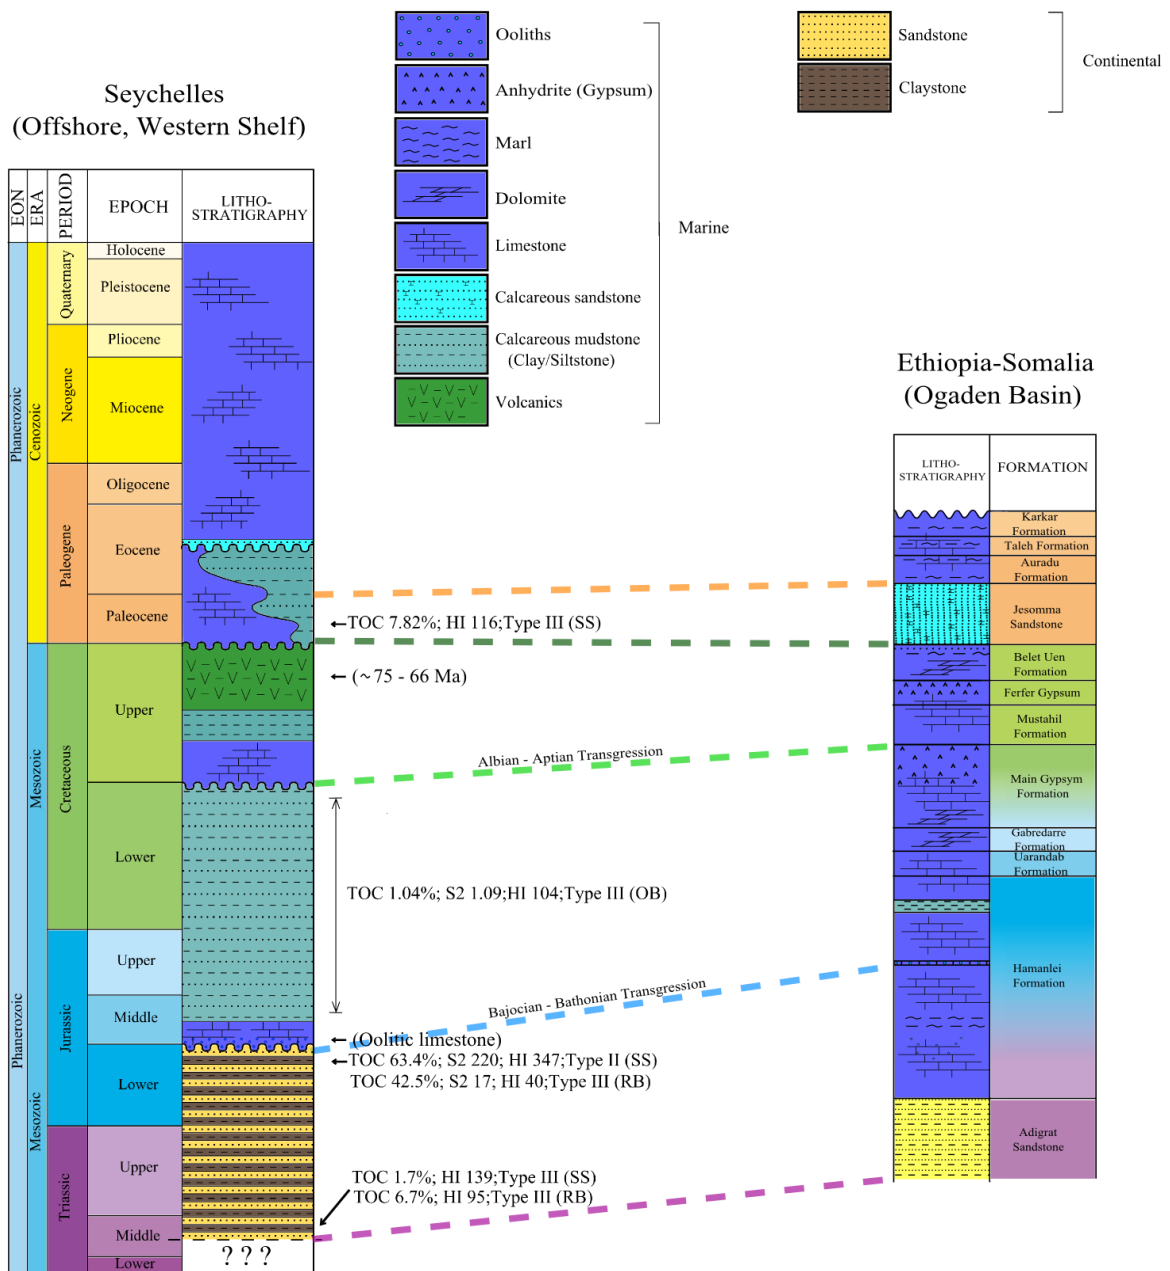 Ooliths
Anhydrite (Gypsum)
Marl
Dolomite
Limestone
Calcareous sandstone
Calcareous mudstone
(Clay/Siltstone)
Volcanics
Marine
Sandstone
Claystone
Continental
Seychelles
(Offshore, Western Shelf)
EON
ERA
PERIOD
EPOCH
LITHO-
STRATIGRAPHY
Phanerozoic
Phanerozoic
Cenozoic
Mesozoic
Mesozoic
Quaternary
Neogene
Paleogene
Cretaceous
Jurassic
Triassic
Holocene
Pleistocene
Pliocene
Miocene
Oligocene
Eocene
Paleocene
Upper
Lower
Upper
Middle
Lower
Upper
Middle
Lower
? ? ?
TOC 7.82%; HI 116;Type III (SS)
(~75 - 66 Ma)
Albian - Aptian Transgression
TOC 1.04%; S2 1.09;HI 104;Type III (OB)
Bajocian - Bathonian Transgression
(Oolitic limestone)
TOC 63.4%; S2 220; HI 347;Type II (SS)
TOC 42.5%; S2 17; HI 40;Type III (RB)
TOC 1.7%; HI 139;Type III (SS)
TOC 6.7%; HI 95;Type III (RB)
Ethiopia-Somalia
(Ogaden Basin)
LITHO-
STRATIGRAPHY
FORMATION
Karkar
Formation
Taleh Formation
Auradu
Formation
Jesomma
Sandstone
Belet Uen
Formation
Ferfer Gypsum
Mustahil
Formation
Main Gypsym
Formation
Gabredarre
Formation
Uarandab
Formation
Hamanlei
Formation
Adigrat
Sandstone